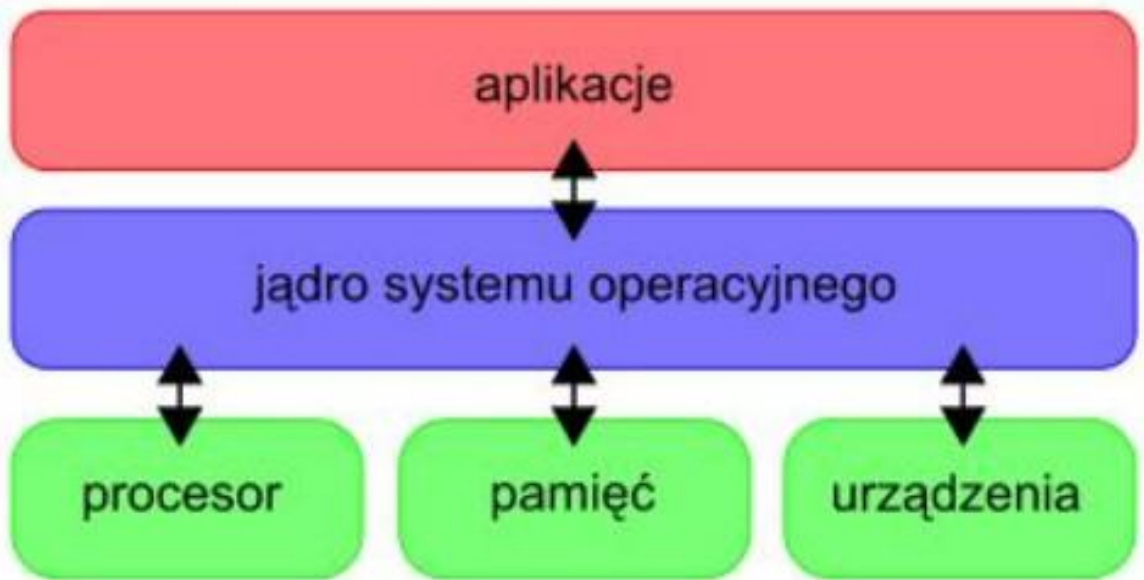 aplikacje
jądro systemu operacyjnego
procesor
pamięć
urządzenia